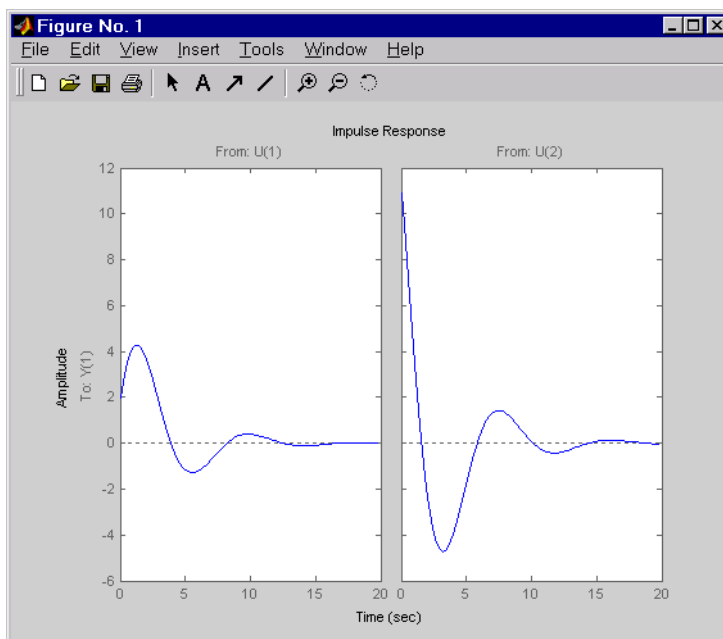 Figure No. 1
File Edit View Insert Tools Window Help
A
Impulse Response
From: U(1)
From: U(2)
Amplitude
To: Y(1)
12
10
8
6
4
2
0
-2
-4
-6
0 5 10 15 20
0 5 10 15 20
Time (sec)